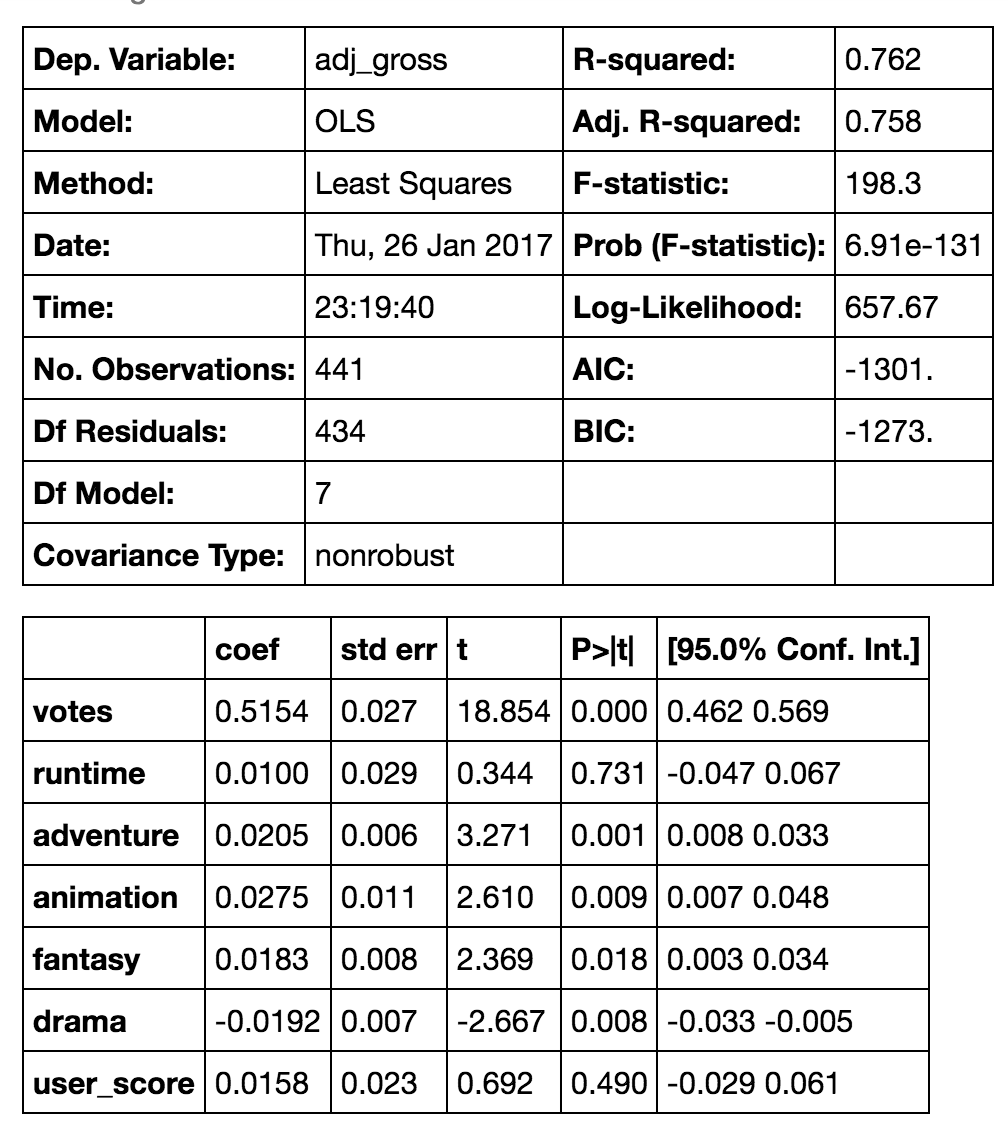 Dep. Variable: adj_gross R-squared: 0.762
Model: OLS Adj. R-squared: 0.758
Method: Least Squares F-statistic: 198.3
Date: Thu, 26 Jan 2017 Prob (F-statistic): 6.91e-131
Time: 23:19:40 Log-Likelihood: 657.67
No. Observations: 441 AIC: -1301.
Df Residuals: 434 BIC: -1273.
Df Model: 7
Covariance Type: nonrobust
coef std err t P>|t| [95.0% Conf. Int.]
votes 0.5154 0.027 18.854 0.000 0.462 0.569
runtime 0.0100 0.029 0.344 0.731 -0.047 0.067
adventure 0.0205 0.006 3.271 0.001 0.008 0.033
animation 0.0275 0.011 2.610 0.009 0.007 0.048
fantasy 0.0183 0.008 2.369 0.018 0.003 0.034
drama -0.0192 0.007 -2.667 0.008 -0.033 -0.005
user_score 0.0158 0.023 0.692 0.490 -0.029 0.061